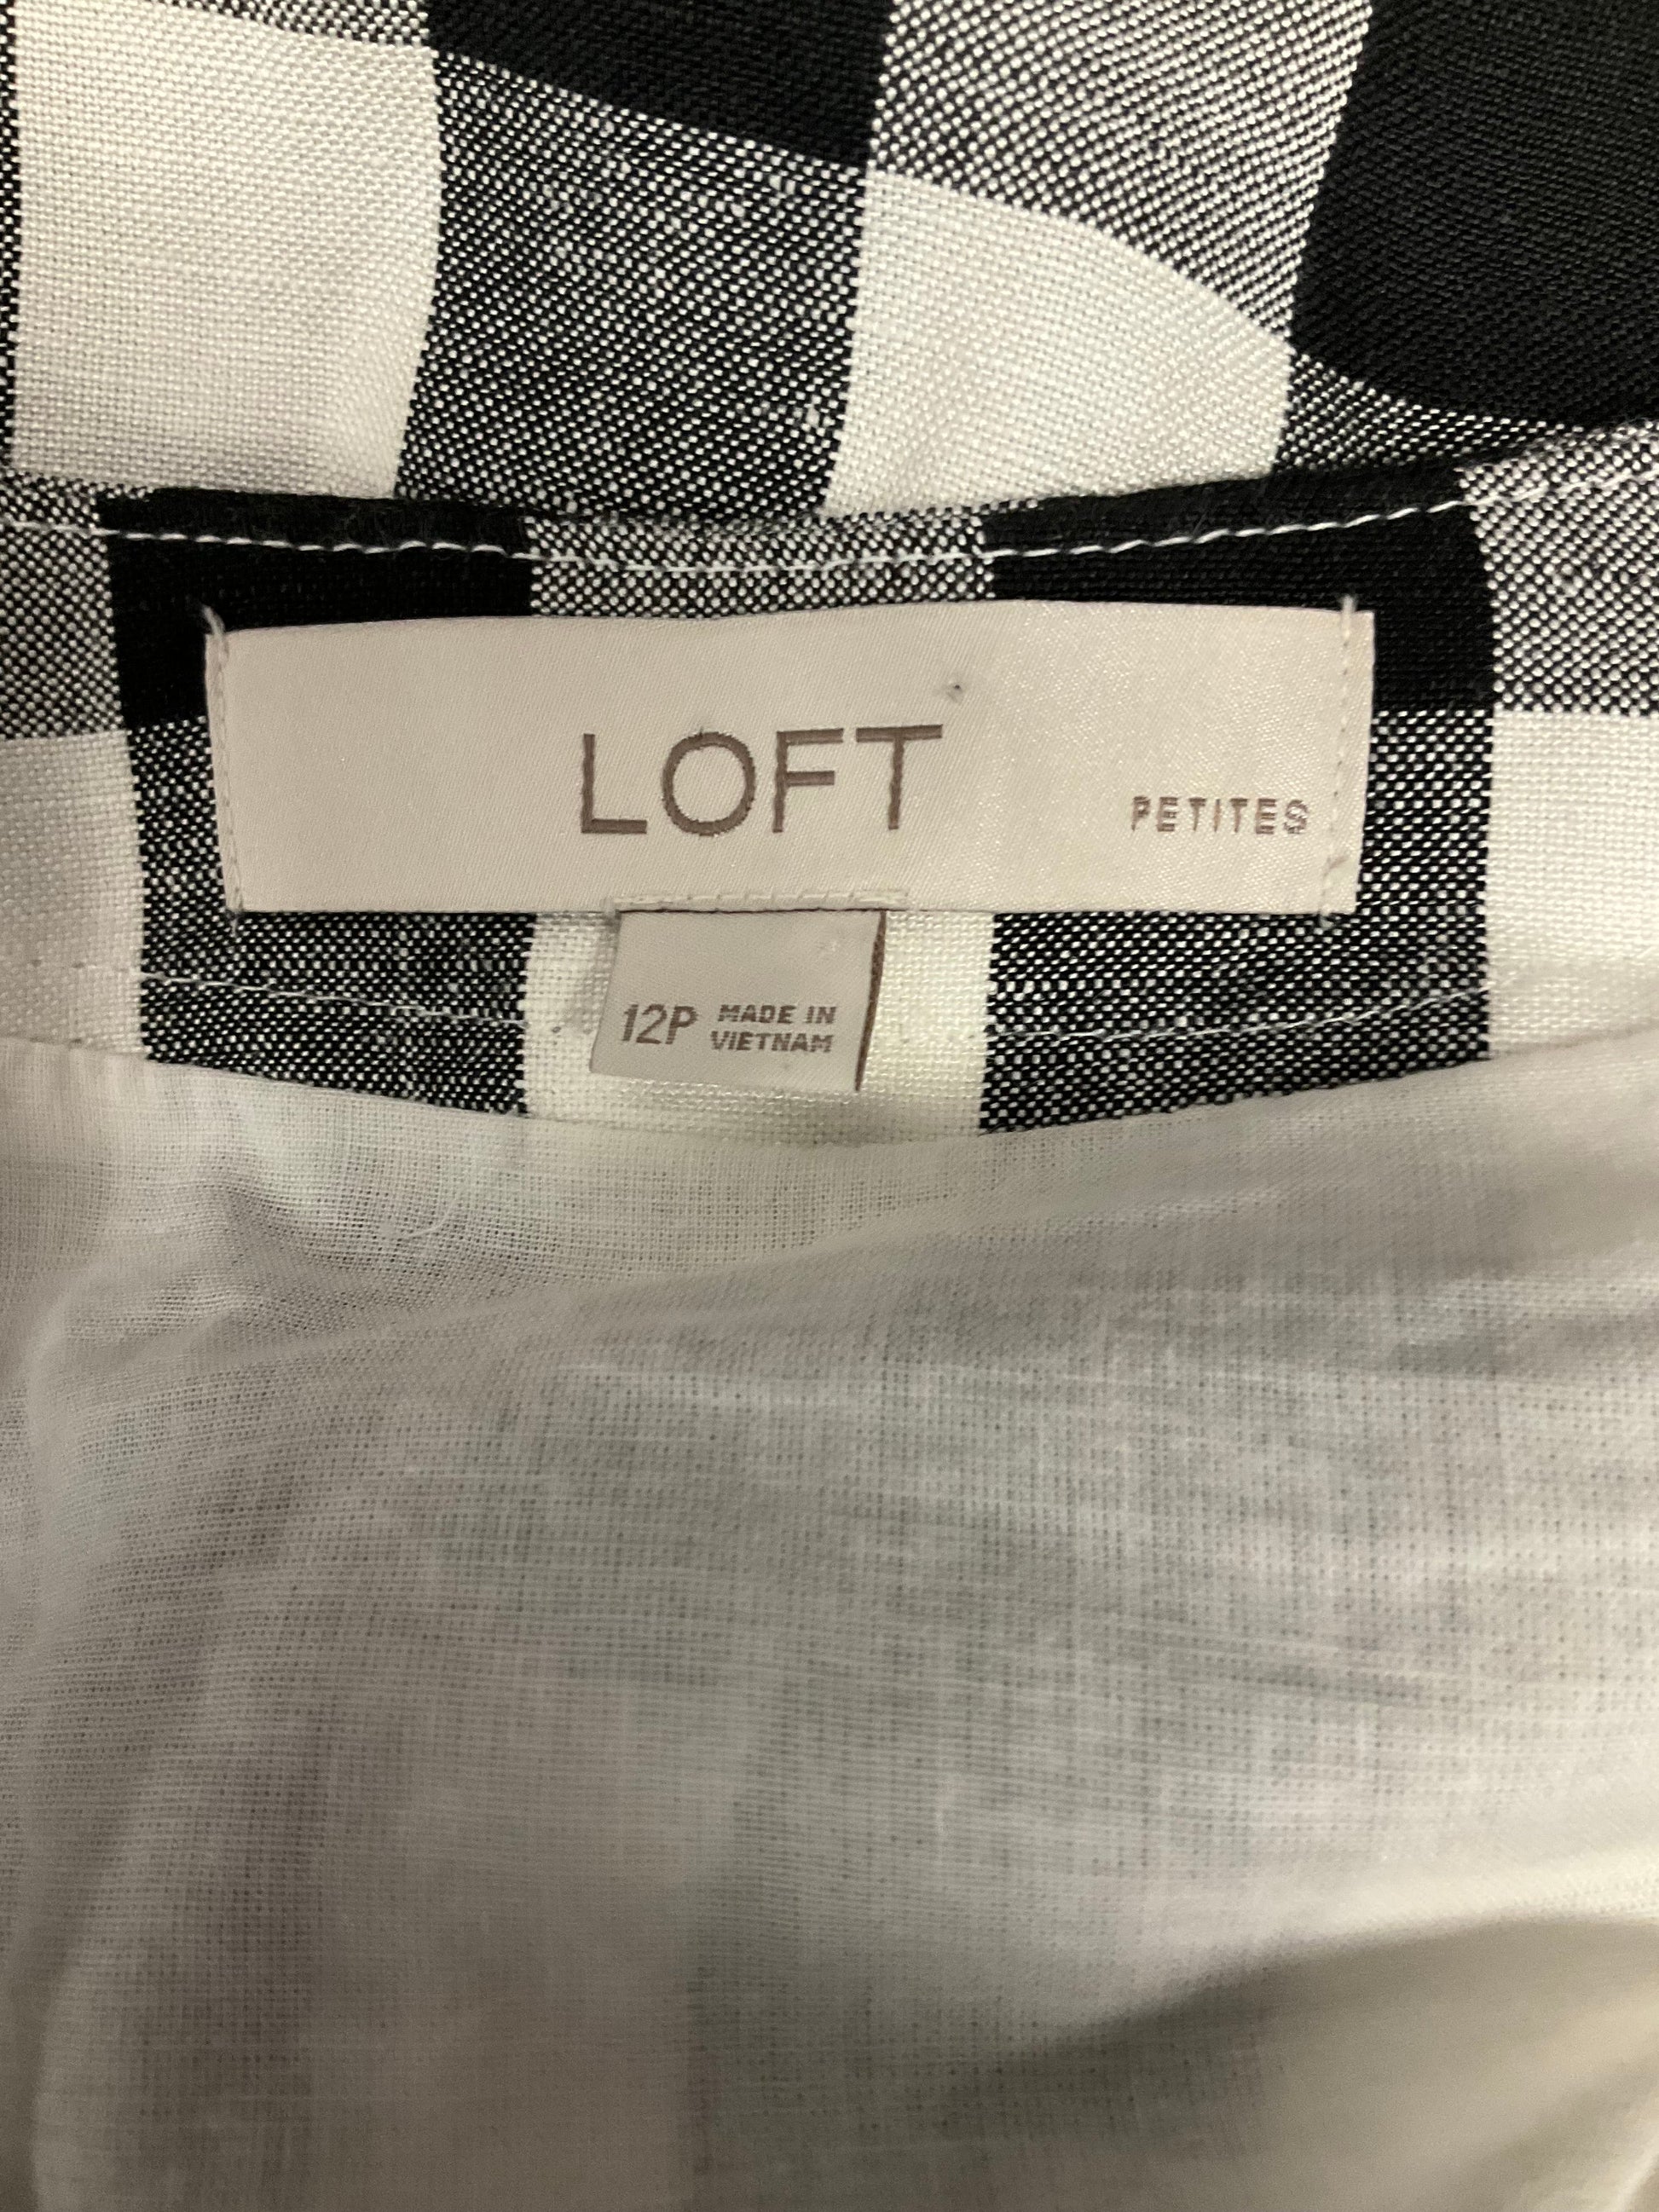 LOFT
PETITES
12P
MADE IN
VIETNAM